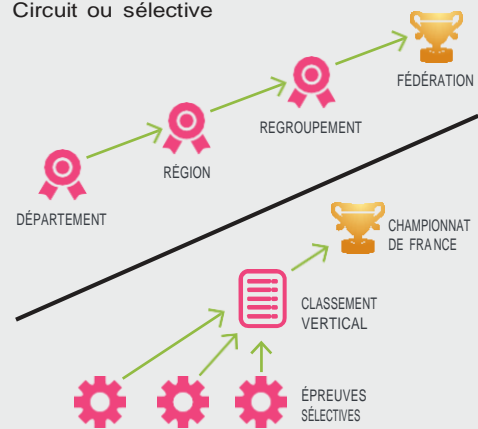 Circuit ou sélective
FÉDÉRATION
REGROUPEMENT
RÉGION
DÉPARTEMENT
CHAMPIONNAT
DE FRANCE
CLASSEMENT
VERTICAL
ÉPREUVES
SÉLECTIVES